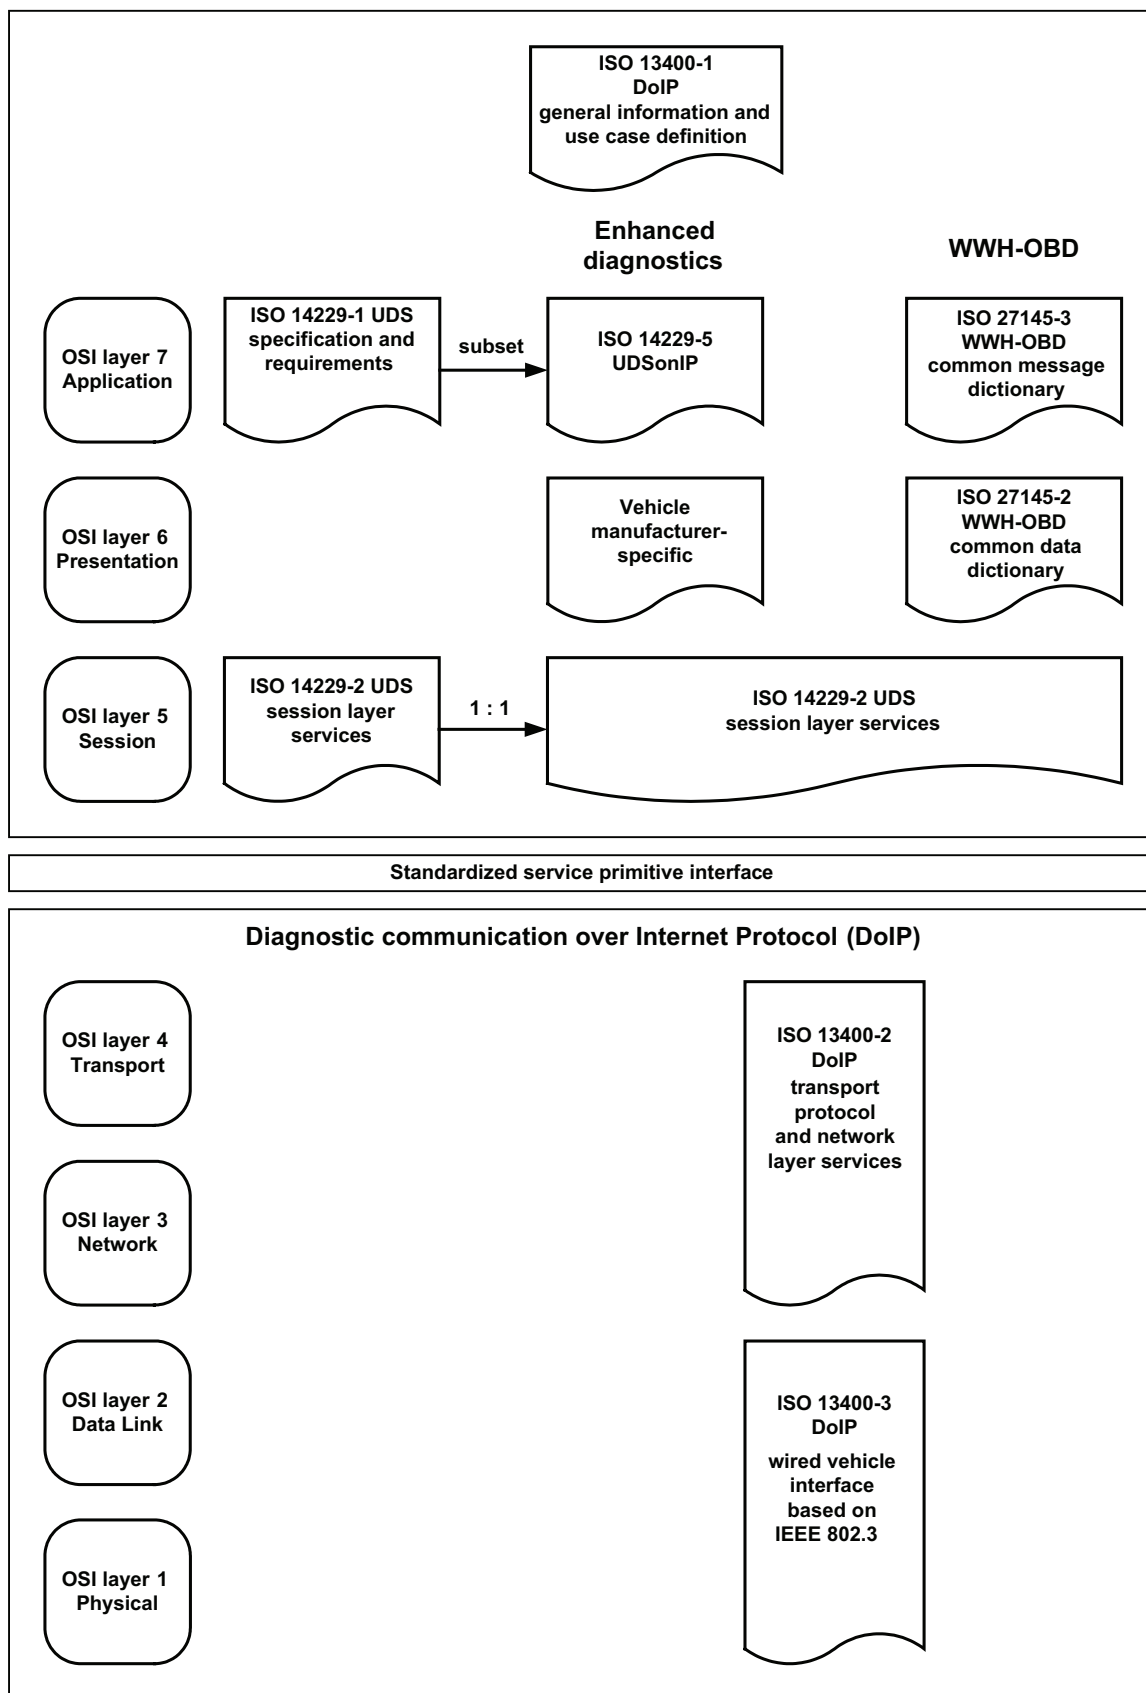 ISO 13400-1
DoIP
general information and
use case definition
Enhanced
diagnostics
WWH-OBD
OSI layer 7
Application
ISO 14229-1 UDS
specification and
requirements
subset
ISO 14229-5
UDSonIP
ISO 27145-3
WWH-OBD
common message
dictionary
OSI layer 6
Presentation
Vehicle
manufacturer-
specific
ISO 27145-2
WWH-OBD
common data
dictionary
OSI layer 5
Session
ISO 14229-2 UDS
session layer
services
1 : 1
ISO 14229-2 UDS
session layer services
Standardized service primitive interface
Diagnostic communication over Internet Protocol (DoIP)
OSI layer 4
Transport
ISO 13400-2
DoIP
transport
protocol
and network
layer services
OSI layer 3
Network
OSI layer 2
Data Link
ISO 13400-3
DoIP
wired vehicle
interface
based on
IEEE 802.3
OSI layer 1
Physical